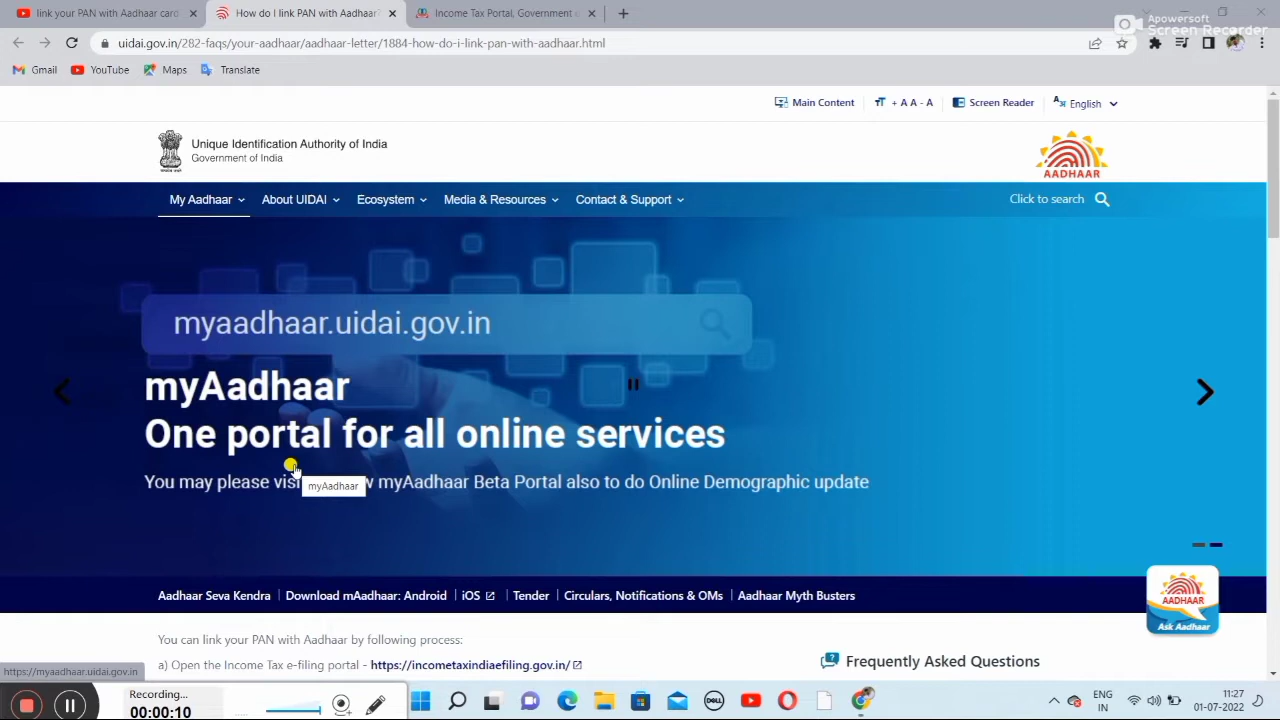 link your PAN with Aadhaar card
How do I link PAN with Aadhaar?
Income Tax Portal, Government
Apowersoft
Screen Recorder
uidai.gov.in/282-faqs/your-aadhaar/aadhaar-letter/1884-how-do-i-link-pan-with-aadhaar.html
Gmail YouTube Maps Translate
Main Content + A A - A Screen Reader English
Unique Identification Authority of India
Government of India
AADHAAR
My Aadhaar About UIDAI Ecosystem Media & Resources Contact & Support Click to search
myaadhaar.uidai.gov.in
myAadhaar
One portal for all online services
You may please myAadhaar Beta Portal also to do Online Demographic update
myAadhaar
Aadhaar Seva Kendra | Download mAadhaar: Android | iOS | Tender | Circulars, Notifications & OMs | Aadhaar Myth Busters
AADHAAR
Ask Aadhaar
You can link your PAN with Aadhaar by following process:
a) Open the Income Tax e-filing portal - https://incometaxindiaefiling.gov.in/
Frequently Asked Questions
https://myaadhaar.uidai.gov.in
Recording...
00:00:10
DELL
ENG
IN
11:27
01-07-2022